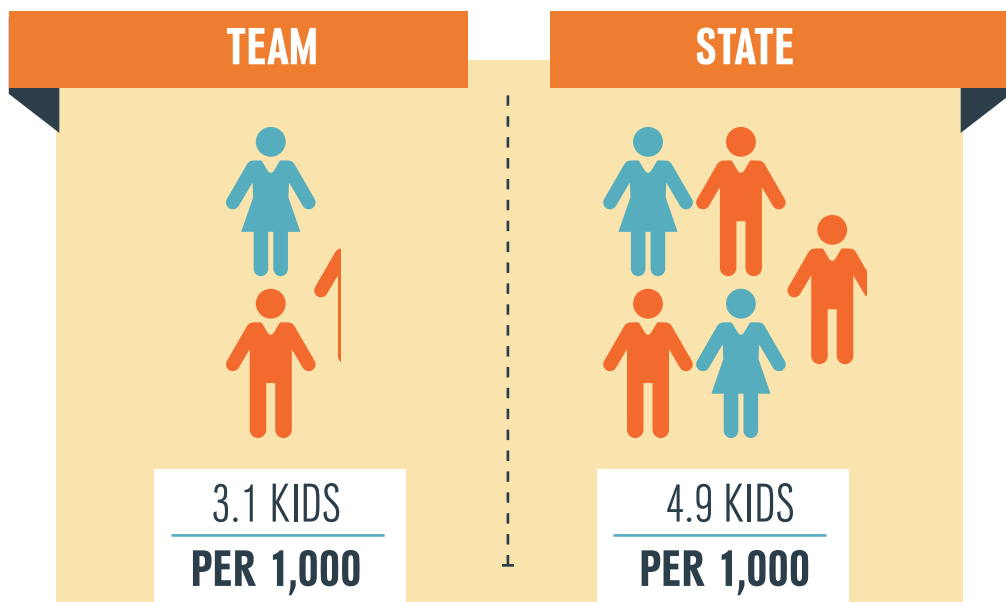 TEAM
STATE
3.1 KIDS
PER 1,000
4.9 KIDS
PER 1,000